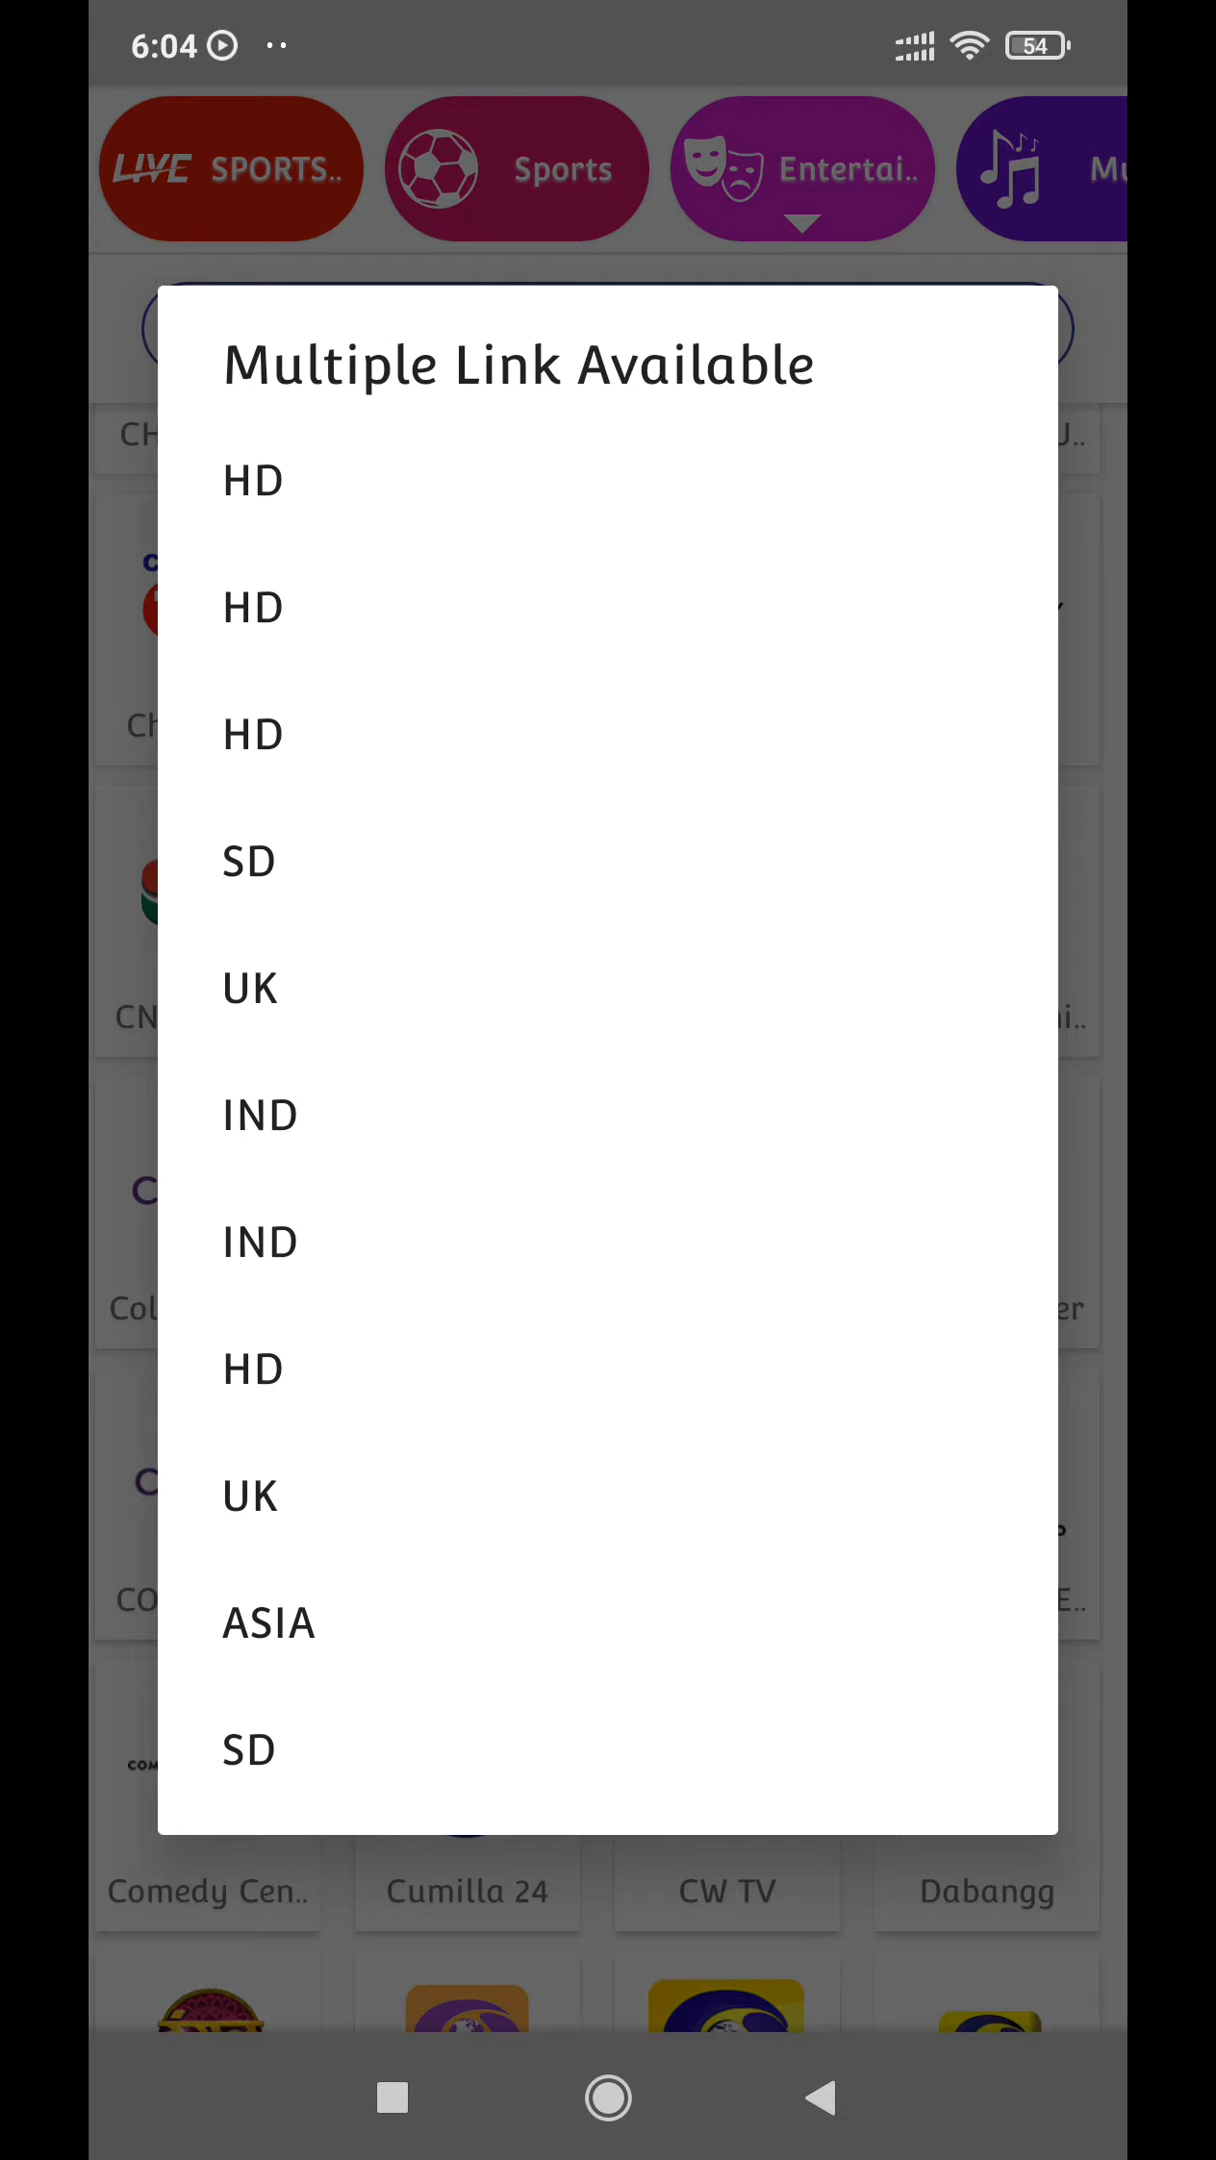 6:04
54
LIVE SPORTS..
Sports
Entertai..
Multiple Link Available
HD
HD
HD
SD
UK
IND
IND
HD
UK
ASIA
SD
Comedy Cen..
Cumilla 24
CW TV
Dabangg